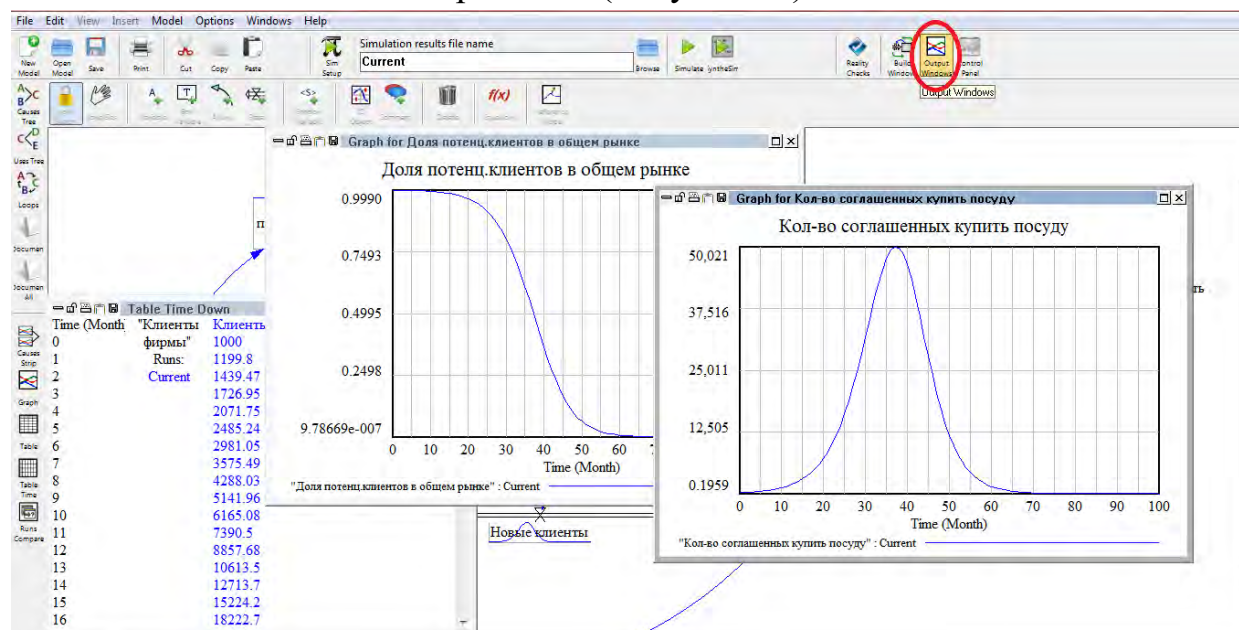 File Edit View Insert Model Options Windows Help
New Model
Open Model
Save
Print
Cut
Copy
Paste
Sim Setup
Simulation results file name
Current
Browse
Simulate
SyntheSim
Reality Checks
Build Windows
Output Windows
Control Panel
Output Windows
f(x)
Causes Tree
Uses Tree
Loops
Documen
Documen All
Causes Strip
Graph
Table
Table Time
Runs Compare
п
ть
Graph for Доля потенц.клиентов в общем рынке
Доля потенц.клиентов в общем рынке
0.9990
0.7493
0.4995
0.2498
9.78669e-007
0 10 20 30 40 50 60
Time (Month)
"Доля потенц.клиентов в общем рынке" : Current
Graph for Кол-во соглашенных купить посуду
Кол-во соглашенных купить посуду
50,021
37,516
25,011
12,505
0.1959
0 10 20 30 40 50 60 70 80 90 100
Time (Month)
"Кол-во соглашенных купить посуду" : Current
Новые клиенты
Table Time Down
Time (Month) "Клиенты Клиенты
0 фирмы" 1000
1 Runs: 1199.8
2 Current 1439.47
3 1726.95
4 2071.75
5 2485.24
6 2981.05
7 3575.49
8 4288.03
9 5141.96
10 6165.08
11 7390.5
12 8857.68
13 10613.5
14 12713.7
15 15224.2
16 18222.7